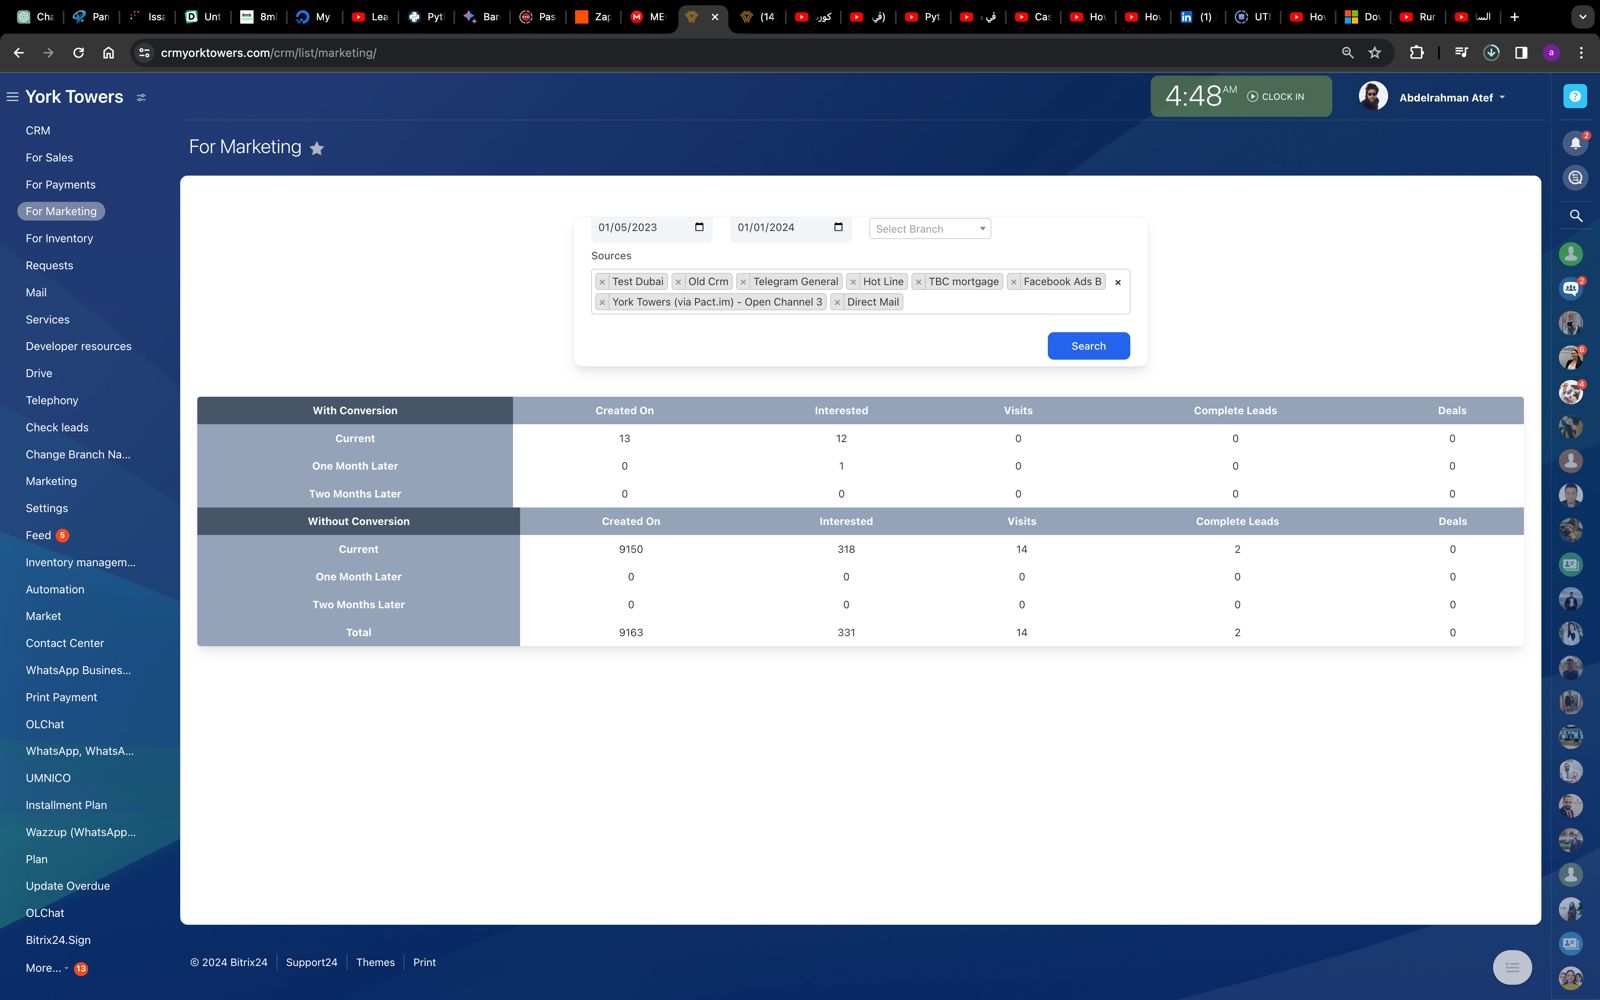 Cha
Pan
Issa
Unt
8ml
My
Lea
Pyt
Bar
Pas
Zap
ME
(14
كور
(في
Pyt
في
Cas
Hov
Hov
(1)
UTI
Hov
Dov
Rur
السا
crmyorktowers.com/crm/list/marketing/
a
York Towers
4:48 AM CLOCK IN
Abdelrahman Atef
CRM
For Sales
For Payments
For Marketing
For Inventory
Requests
Mail
Services
Developer resources
Drive
Telephony
Check leads
Change Branch Na...
Marketing
Settings
Feed 5
Inventory managem...
Automation
Market
Contact Center
WhatsApp Busines...
Print Payment
OLChat
WhatsApp, WhatsA...
UMNICO
Installment Plan
Wazzup (WhatsApp...
Plan
Update Overdue
OLChat
Bitrix24.Sign
More... 13
For Marketing
01/05/2023 01/01/2024 Select Branch
Sources
× Test Dubai × Old Crm × Telegram General × Hot Line × TBC mortgage × Facebook Ads B ×
× York Towers (via Pact.im) - Open Channel 3 × Direct Mail
Search
With Conversion Created On Interested Visits Complete Leads Deals
Current 13 12 0 0 0
One Month Later 0 1 0 0 0
Two Months Later 0 0 0 0 0
Without Conversion Created On Interested Visits Complete Leads Deals
Current 9150 318 14 2 0
One Month Later 0 0 0 0 0
Two Months Later 0 0 0 0 0
Total 9163 331 14 2 0
© 2024 Bitrix24 Support24 Themes Print
2
2
6
4